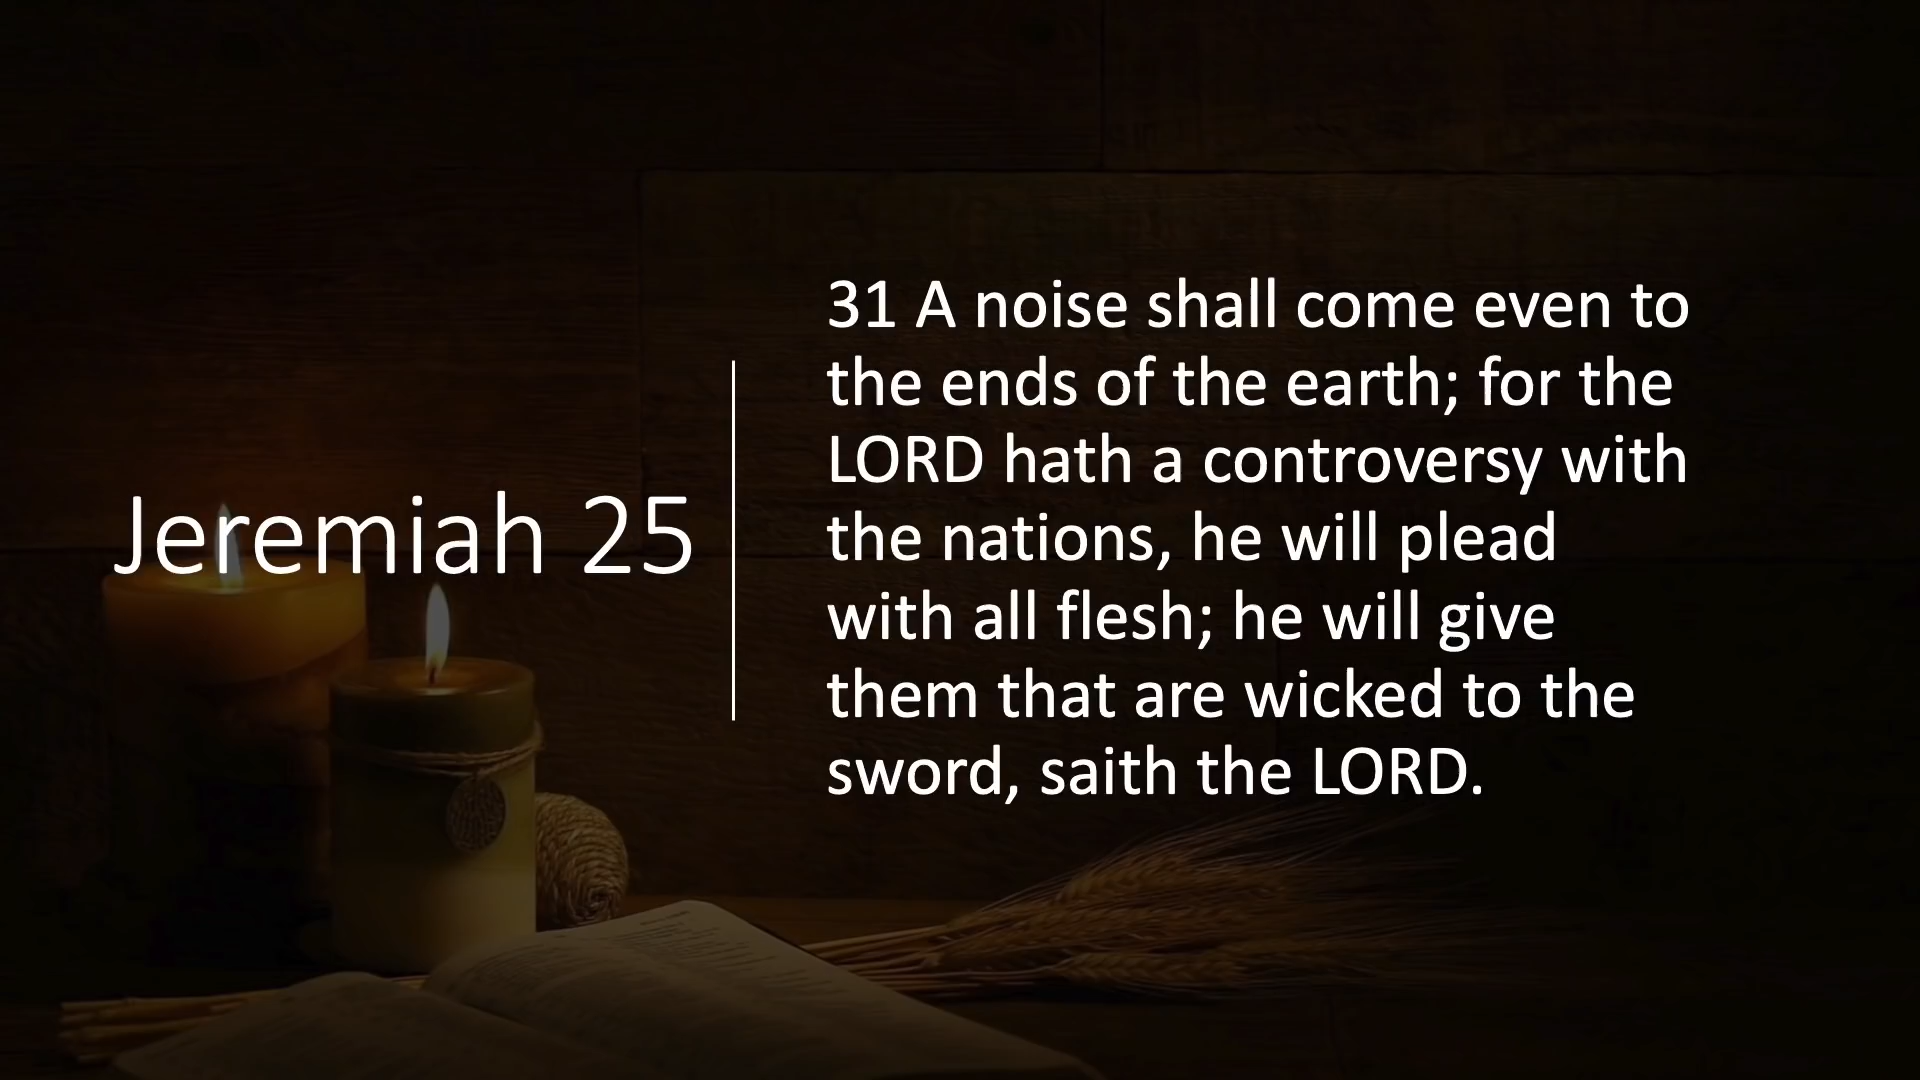 Jeremiah 25
31 A noise shall come even to
the ends of the earth; for the
LORD hath a controversy with
the nations, he will plead
with all flesh; he will give
them that are wicked to the
sword, saith the LORD.